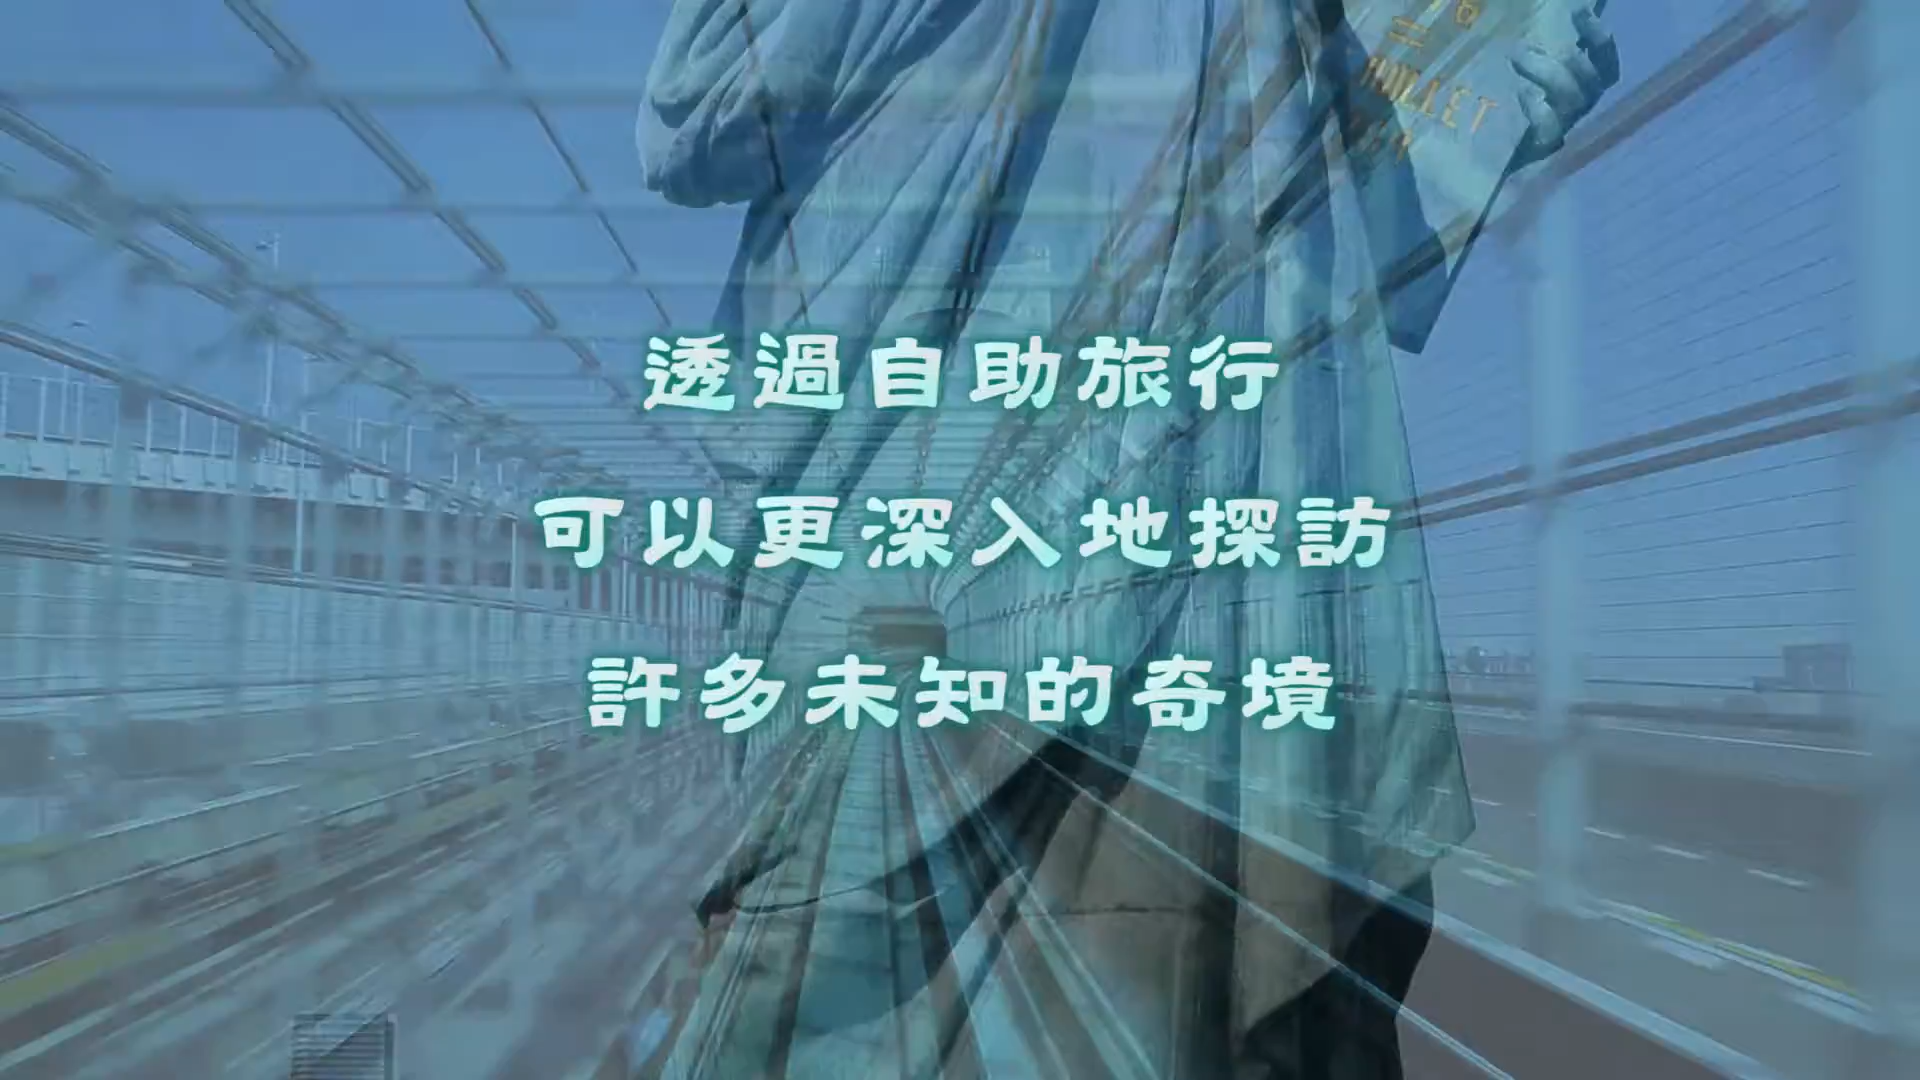 透過自助旅行
可以更深入地探訪
許多未知的奇境